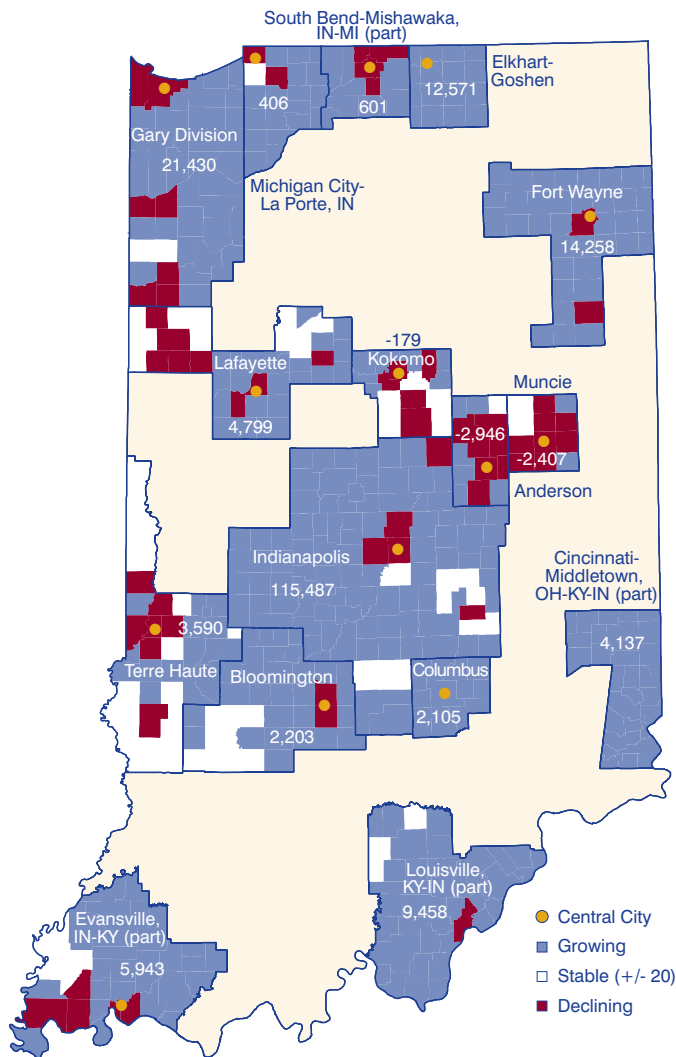 South Bend-Mishawaka,
IN-MI (part)
Elkhart-
Goshen
12,571
406
601
Gary Division
21,430
Michigan City-
La Porte, IN
Fort Wayne
14,258
-179
Lafayette
Kokomo
4,799
Muncie
-2,946
-2,407
Anderson
Indianapolis
115,487
Cincinnati-
Middletown,
OH-KY-IN (part)
3,590
4,137
Terre Haute
Bloomington
Columbus
2,203
2,105
Louisville,
KY-IN (part)
9,458
Evansville,
IN-KY (part)
5,943
Central City
Growing
Stable (+/- 20)
Declining